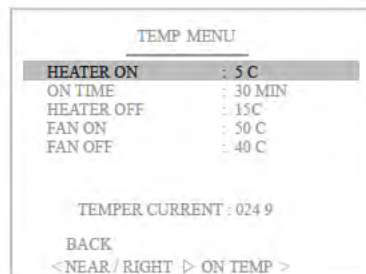 TEMP MENU
HEATER ON : 5 C
ON TIME : 30 MIN
HEATER OFF : 15C
FAN ON : 50 C
FAN OFF : 40 C
TEMPER CURRENT : 024 9
BACK
< NEAR / RIGHT ▷ ON TEMP >